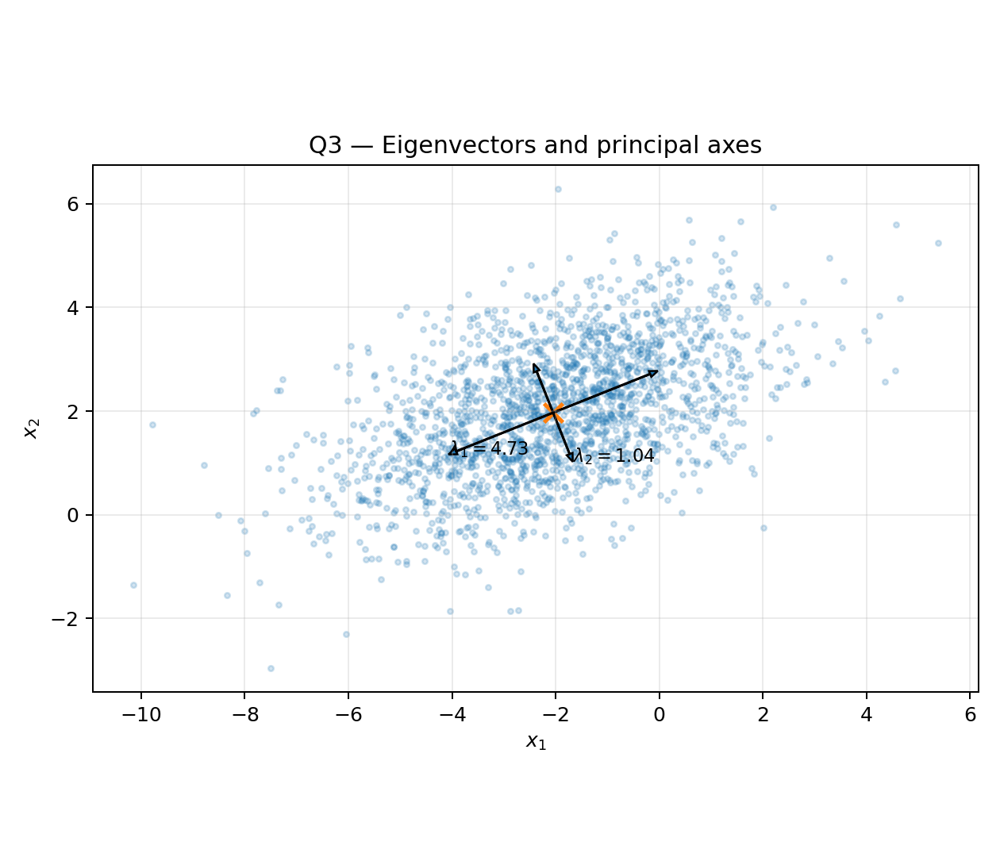 Q3 — Eigenvectors and principal axes
6
4
2
0
−2
x₂
λ₁ = 4.73
λ₂ = 1.04
−10 −8 −6 −4 −2 0 2 4 6
x₁